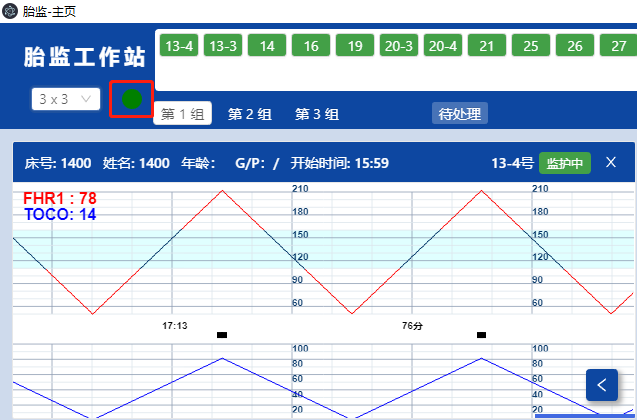 胎监-主页
胎监工作站
13-4 13-3 14 16 19 20-3 20-4 21 25 26 27
3 x 3
第 1 组 第 2 组 第 3 组 待处理
床号: 1400 姓名: 1400 年龄: G/P: / 开始时间: 15:59 13-4号 监护中 X
FHR1 : 78
TOCO: 14
210 210
180 180
150 150
120 120
90 90
60 60
17:13 76分
100 100
80 80
60 60
40 40
20 20